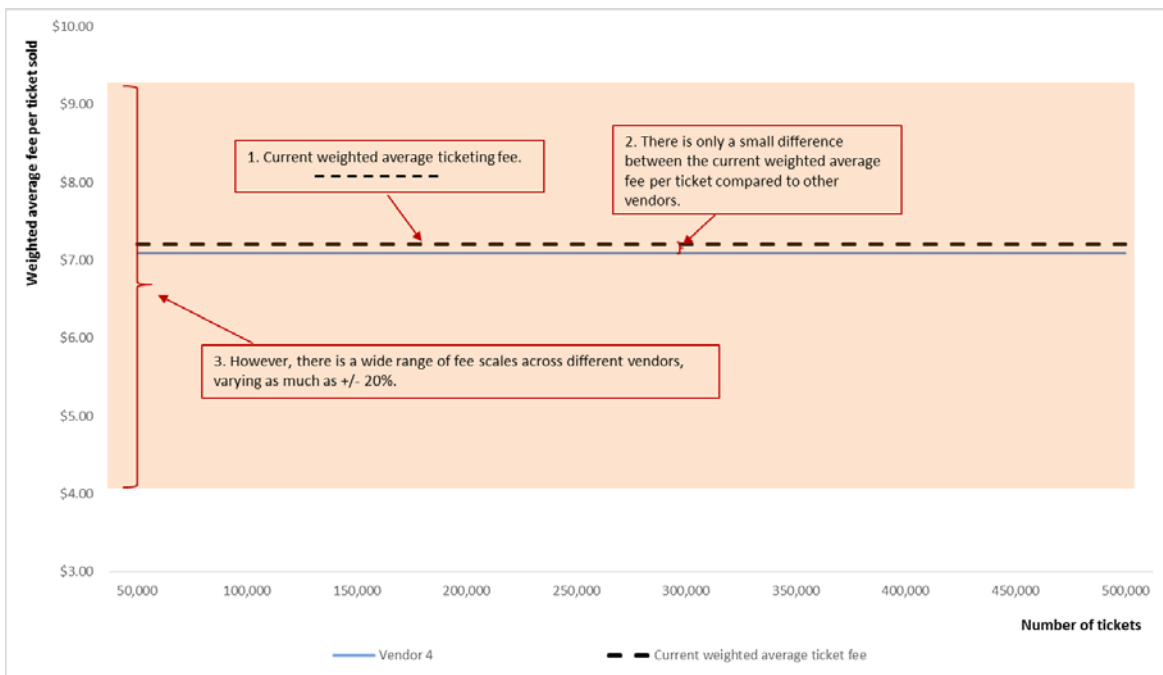 $10.00
$9.00
$8.00
$7.00
$6.00
$5.00
$4.00
$3.00
Weighted average fee per ticket sold
1. Current weighted average ticketing fee.
2. There is only a small difference
between the current weighted average
fee per ticket compared to other
vendors.
3. However, there is a wide range of fee scales across different vendors,
varying as much as +/- 20%.
50,000 100,000 150,000 200,000 250,000 300,000 350,000 400,000 450,000 500,000
Number of tickets
Vendor 4 Current weighted average ticket fee